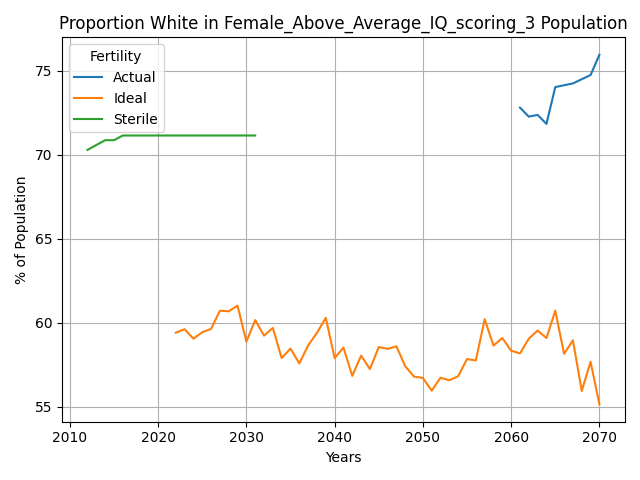 Proportion White in Female_Above_Average_IQ_scoring_3 Population
Fertility
Actual
Ideal
Sterile
75
70
65
60
55
% of Population
2010
2020
2030
2040
2050
2060
2070
Years